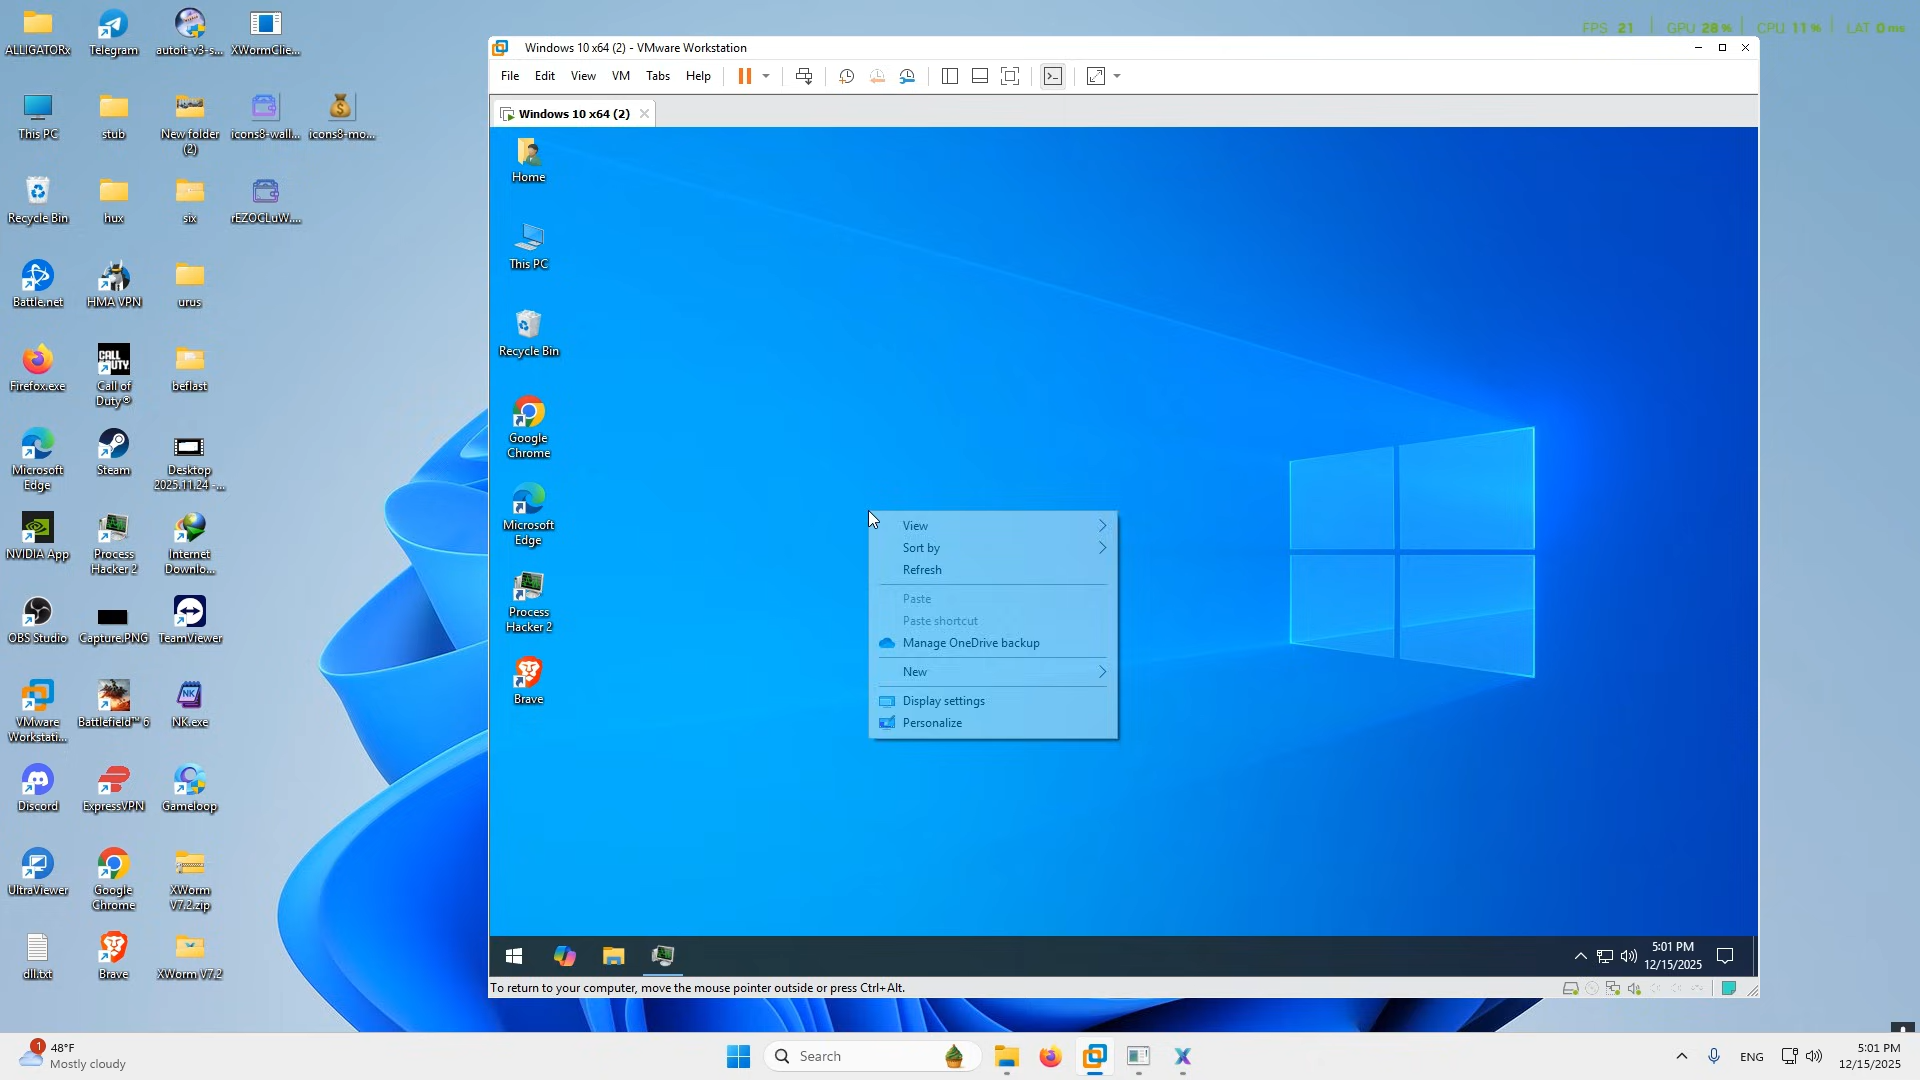 FPS 21 GPU 28 % CPU 11 % LAT 0 ms
ALLIGATORx
Telegram
autoit-v3-s...
XWormClie...
This PC
stub
New folder
(2)
icons8-wall...
icons8-mo...
Recycle Bin
hux
six
rEZOCLuW....
Battle.net
HMA VPN
urus
Firefox.exe
Call of
Duty®
beflast
Microsoft
Edge
Steam
Desktop
2025.11.24 -...
NVIDIA App
Process
Hacker 2
Internet
Downlo...
OBS Studio
Capture.PNG
TeamViewer
VMware
Workstati...
Battlefield™ 6
NK.exe
Discord
ExpressVPN
Gameloop
UltraViewer
Google
Chrome
XWorm
V7.2.zip
dll.txt
Brave
XWorm V7.2
CALL OF DUTY
NK
Windows 10 x64 (2) - VMware Workstation
File Edit View VM Tabs Help
Windows 10 x64 (2)
Home
This PC
Recycle Bin
Google
Chrome
Microsoft
Edge
Process
Hacker 2
Brave
View
Sort by
Refresh
Paste
Paste shortcut
Manage OneDrive backup
New
Display settings
Personalize
5:01 PM
12/15/2025
To return to your computer, move the mouse pointer outside or press Ctrl+Alt.
1
48°F
Mostly cloudy
Search
ENG
5:01 PM
12/15/2025